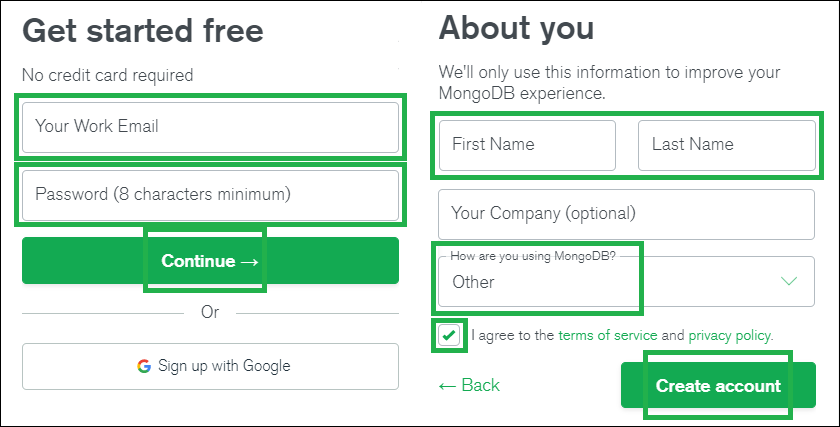 Get started free
No credit card required
Your Work Email
Password (8 characters minimum)
Continue →
Or
Sign up with Google
About you
We'll only use this information to improve your
MongoDB experience.
First Name
Last Name
Your Company (optional)
How are you using MongoDB?
Other
I agree to the terms of service and privacy policy.
← Back
Create account